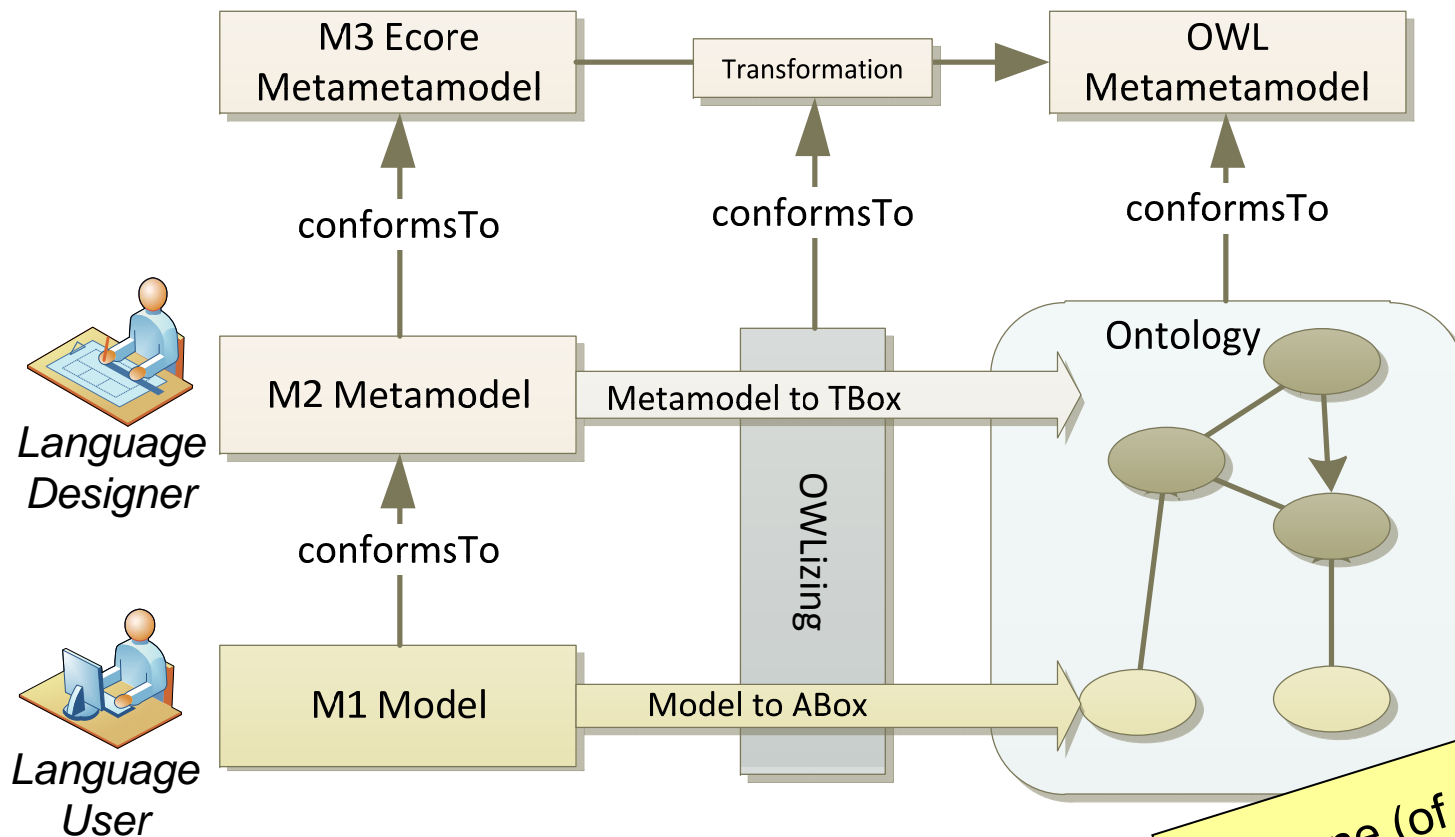 M3 Ecore
Metametamodel
Transformation
OWL
Metametamodel
conformsTo
conformsTo
conformsTo
Language
Designer
M2 Metamodel
Metamodel to TBox
Ontology
OWLizing
conformsTo
Language
User
M1 Model
Model to ABox
(of